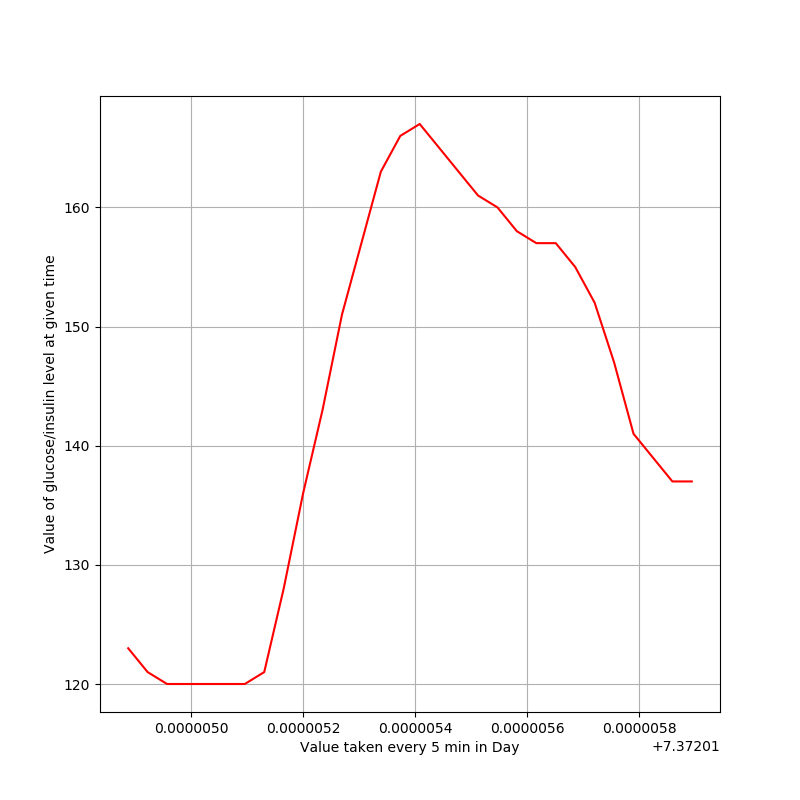 Value of glucose/insulin level at given time
160
150
140
130
120
0.0000050 0.0000052 0.0000054 0.0000056 0.0000058
Value taken every 5 min in Day
+7.37201